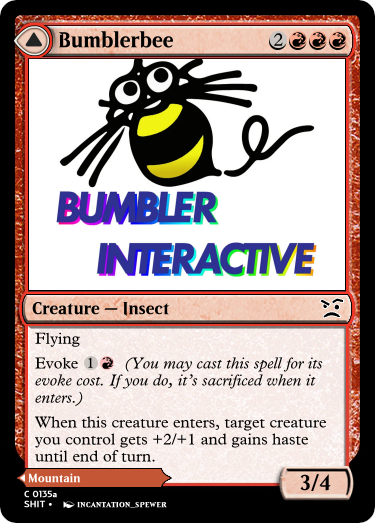 Bumblerbee 2
BUMBLER
INTERACTIVE
Creature — Insect
Flying
Evoke 1 (You may cast this spell for its
evoke cost. If you do, it's sacrificed when it
enters.)
When this creature enters, target creature
you control gets +2/+1 and gains haste
until end of turn.
Mountain
3/4
C 0135a
SHIT • INCANTATION_SPEWER